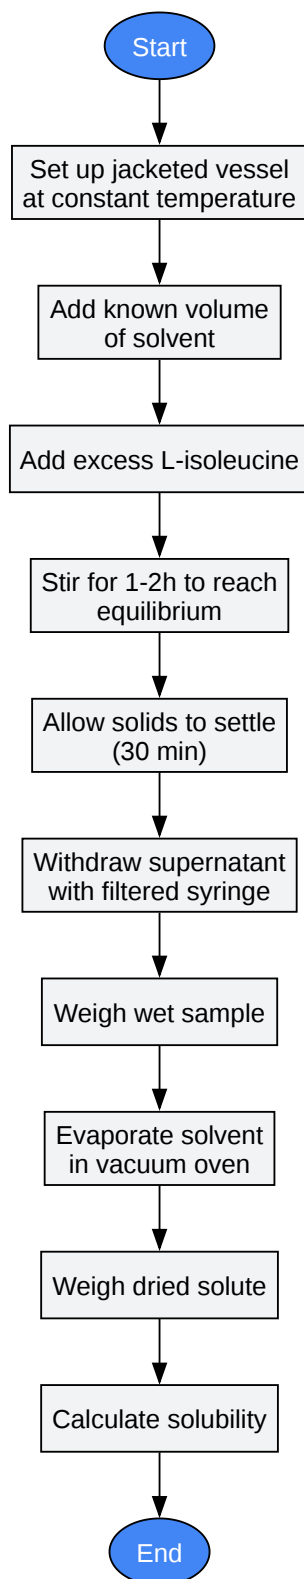 Start
Set up jacketed vessel
at constant temperature
Add known volume
of solvent
Add excess L-isoleucine
Stir for 1-2h to reach
equilibrium
Allow solids to settle
(30 min)
Withdraw supernatant
with filtered syringe
Weigh wet sample
Evaporate solvent
in vacuum oven
Weigh dried solute
Calculate solubility
End